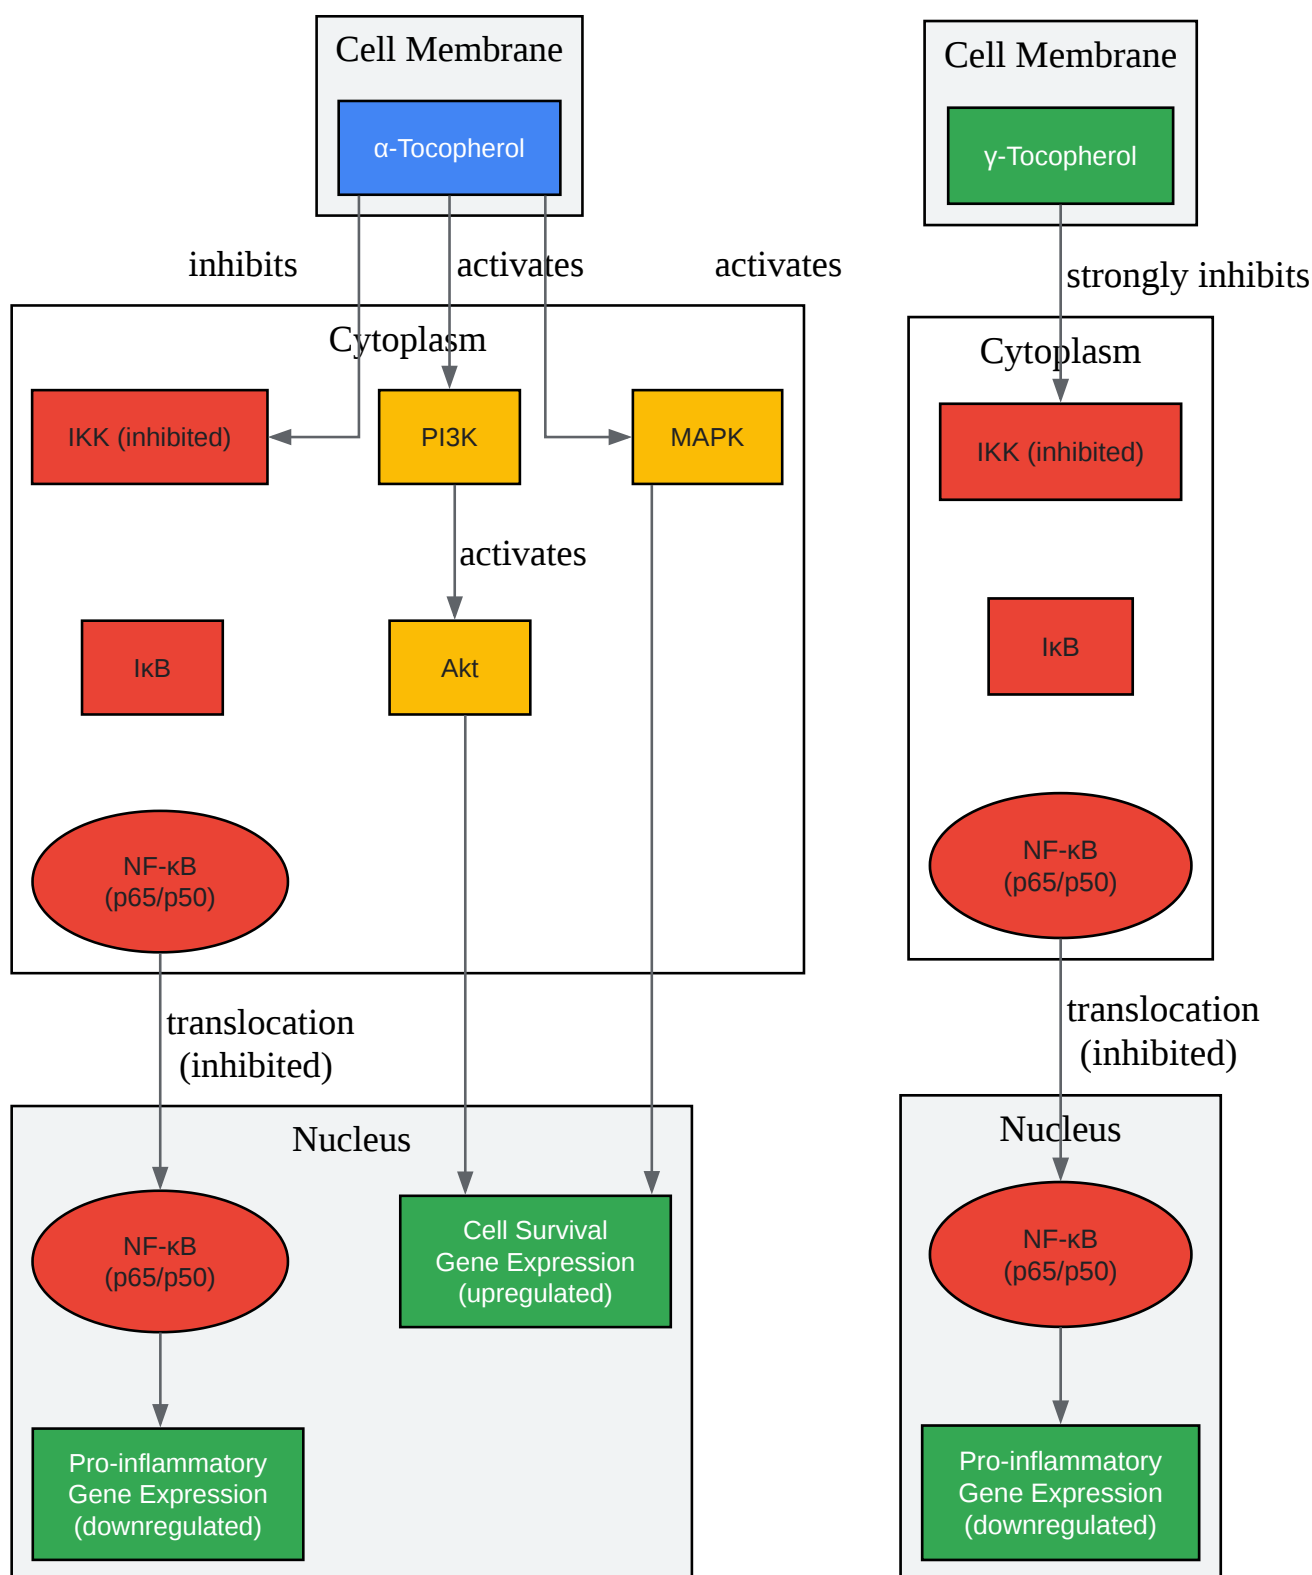 Cell Membrane
α-Tocopherol
inhibits
activates
activates
Cytoplasm
IKK (inhibited)
PI3K
MAPK
activates
IκB
Akt
NF-κB
(p65/p50)
translocation
(inhibited)
Nucleus
NF-κB
(p65/p50)
Cell Survival
Gene Expression
(upregulated)
Pro-inflammatory
Gene Expression
(downregulated)
Cell Membrane
γ-Tocopherol
strongly inhibits
Cytoplasm
IKK (inhibited)
IκB
NF-κB
(p65/p50)
translocation
(inhibited)
Nucleus
NF-κB
(p65/p50)
Pro-inflammatory
Gene Expression
(downregulated)